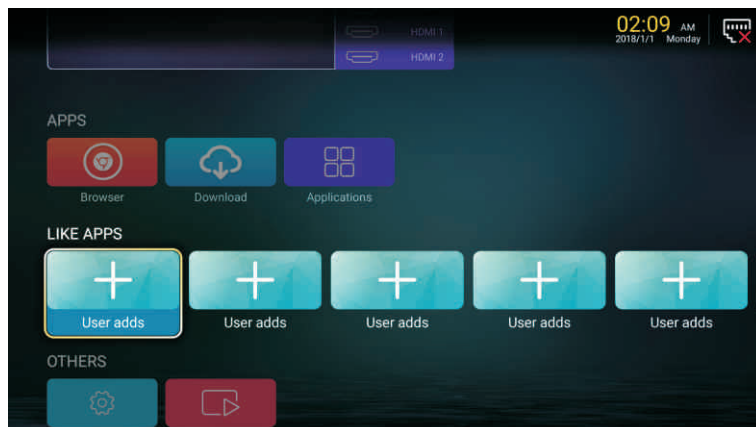 HDMI 1
HDMI 2
02:09 AM
2018/1/1 Monday
APPS
Browser Download Applications
LIKE APPS
User adds User adds User adds User adds User adds
OTHERS